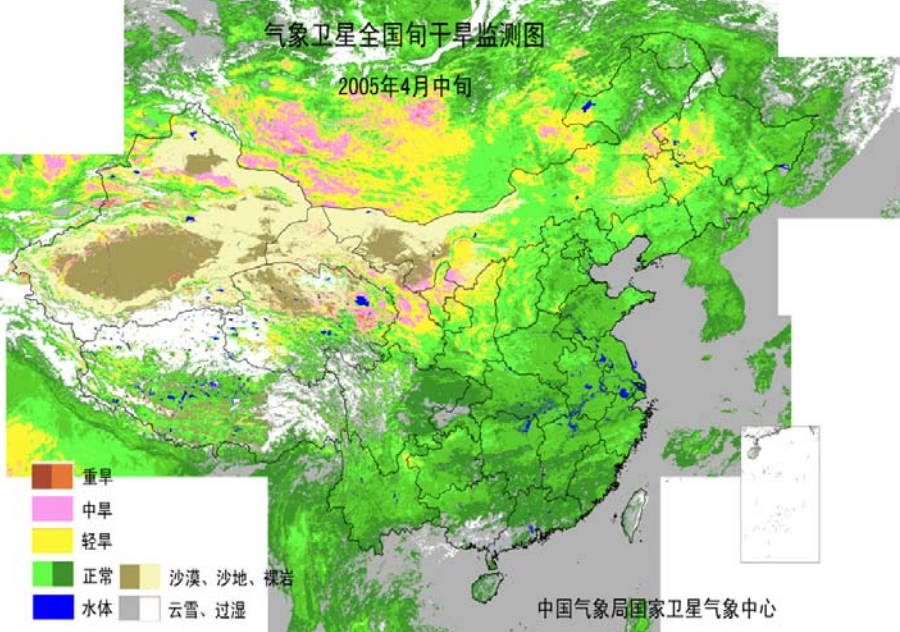 气象卫星全国旬干旱监测图
2005年4月中旬
重旱
中旱
轻旱
正常
沙漠、沙地、裸岩
水体
云雪、过湿
中国气象局国家卫星气象中心